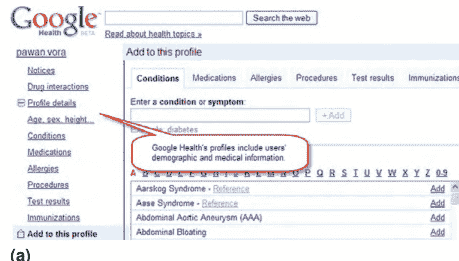 Google
Health BETA
Search the web
Read about health topics
pawan vora
Notices
Drug interactions
Profile details
Age, sex, height...
Conditions
Medications
Allergies
Procedures
Test results
Immunizations
Add to this profile
Add to this profile
Conditions Medications Allergies Procedures Test results Immunizations
Enter a condition or symptom:
+ Add
diabetes
Google Health's profiles include users'
demographic and medical information.
A O P Q R S T U V W X Y Z 0-9
Aarskog Syndrome - Reference Add
Aase Syndrome - Reference Add
Abdominal Aortic Aneurysm (AAA) Add
Abdominal Bloating Add
(a)